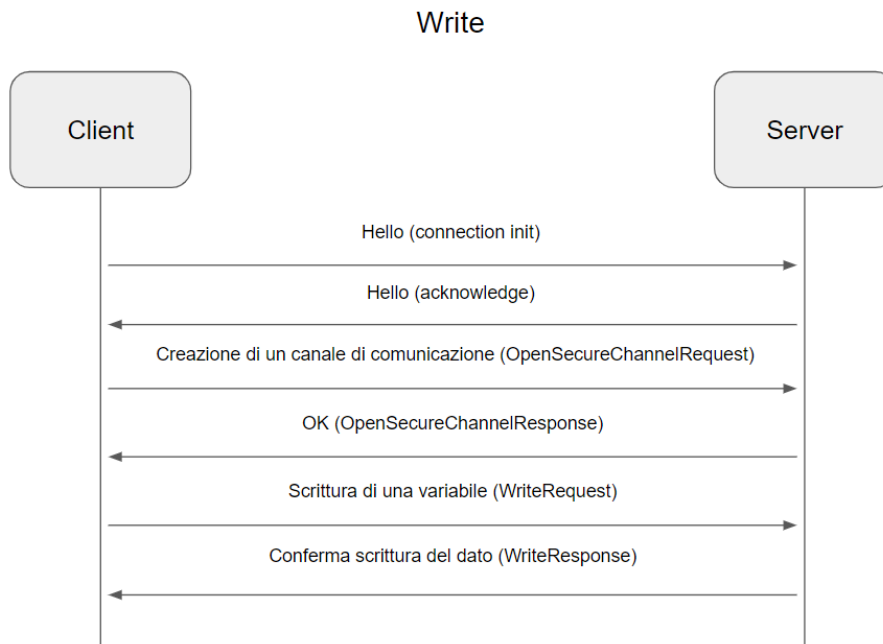 Write
Client
Server
Hello (connection init)
Hello (acknowledge)
Creazione di un canale di comunicazione (OpenSecureChannelRequest)
OK (OpenSecureChannelResponse)
Scrittura di una variabile (WriteRequest)
Conferma scrittura del dato (WriteResponse)